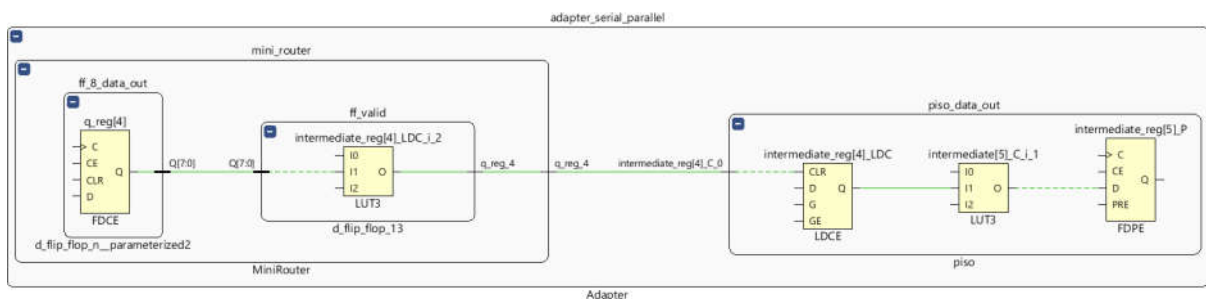 adapter_serial_parallel
mini_router
ff_8_data_out
q_reg[4]
C
CE
CLR
D
Q
FDCE
d_flip_flop_n__parameterized2
Q[7:0]
Q[7:0]
ff_valid
intermediate_reg[4]_LDC_i_2
I0
I1
I2
O
LUT3
d_flip_flop_13
q_reg_4
MiniRouter
q_reg_4
intermediate_reg[4]_C_0
piso_data_out
intermediate_reg[4]_LDC
CLR
D
G
GE
Q
LDCE
intermediate[5]_C_i_1
I0
I1
I2
O
LUT3
intermediate_reg[5]_P
C
CE
D
PRE
Q
FDPE
piso
Adapter